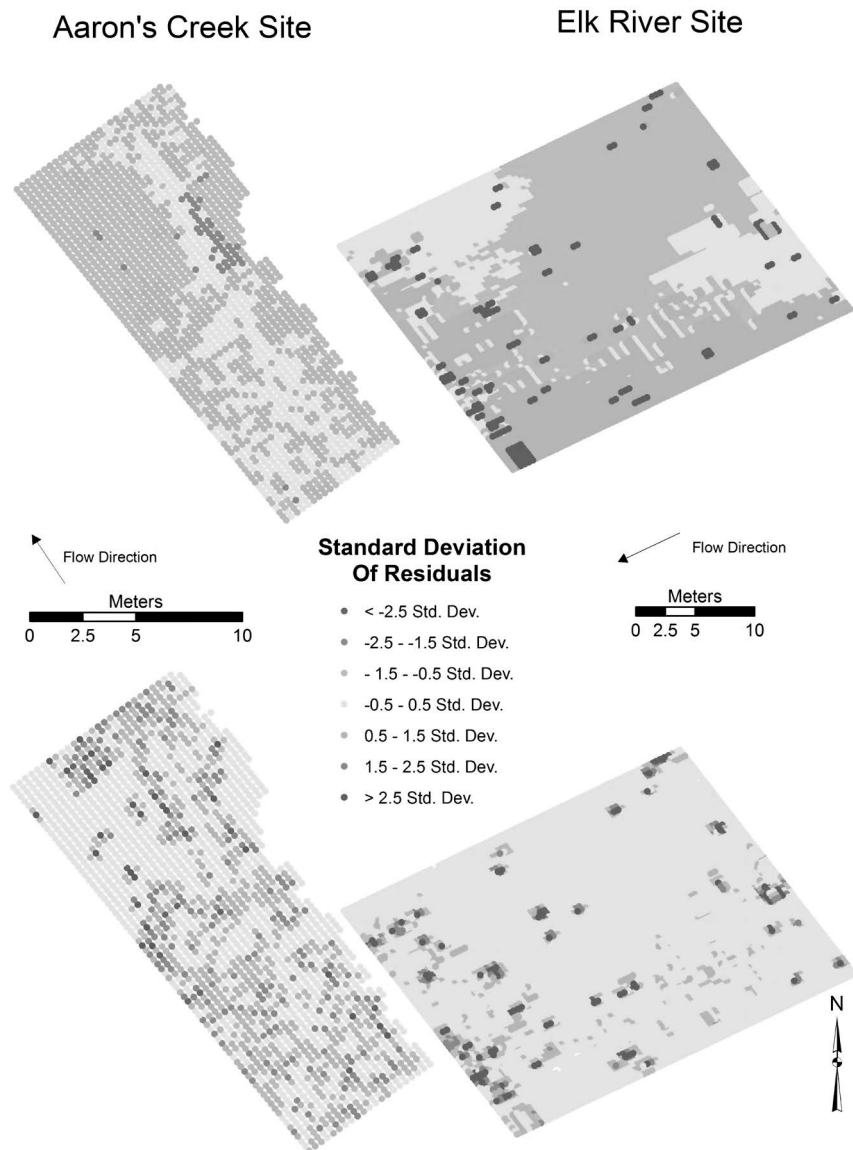 Aaron's Creek Site
Elk River Site
Flow Direction
Meters
0 2.5 5 10
Standard Deviation
Of Residuals
< -2.5 Std. Dev.
-2.5 - -1.5 Std. Dev.
- 1.5 - -0.5 Std. Dev.
-0.5 - 0.5 Std. Dev.
0.5 - 1.5 Std. Dev.
1.5 - 2.5 Std. Dev.
> 2.5 Std. Dev.
Flow Direction
Meters
0 2.5 5 10
N